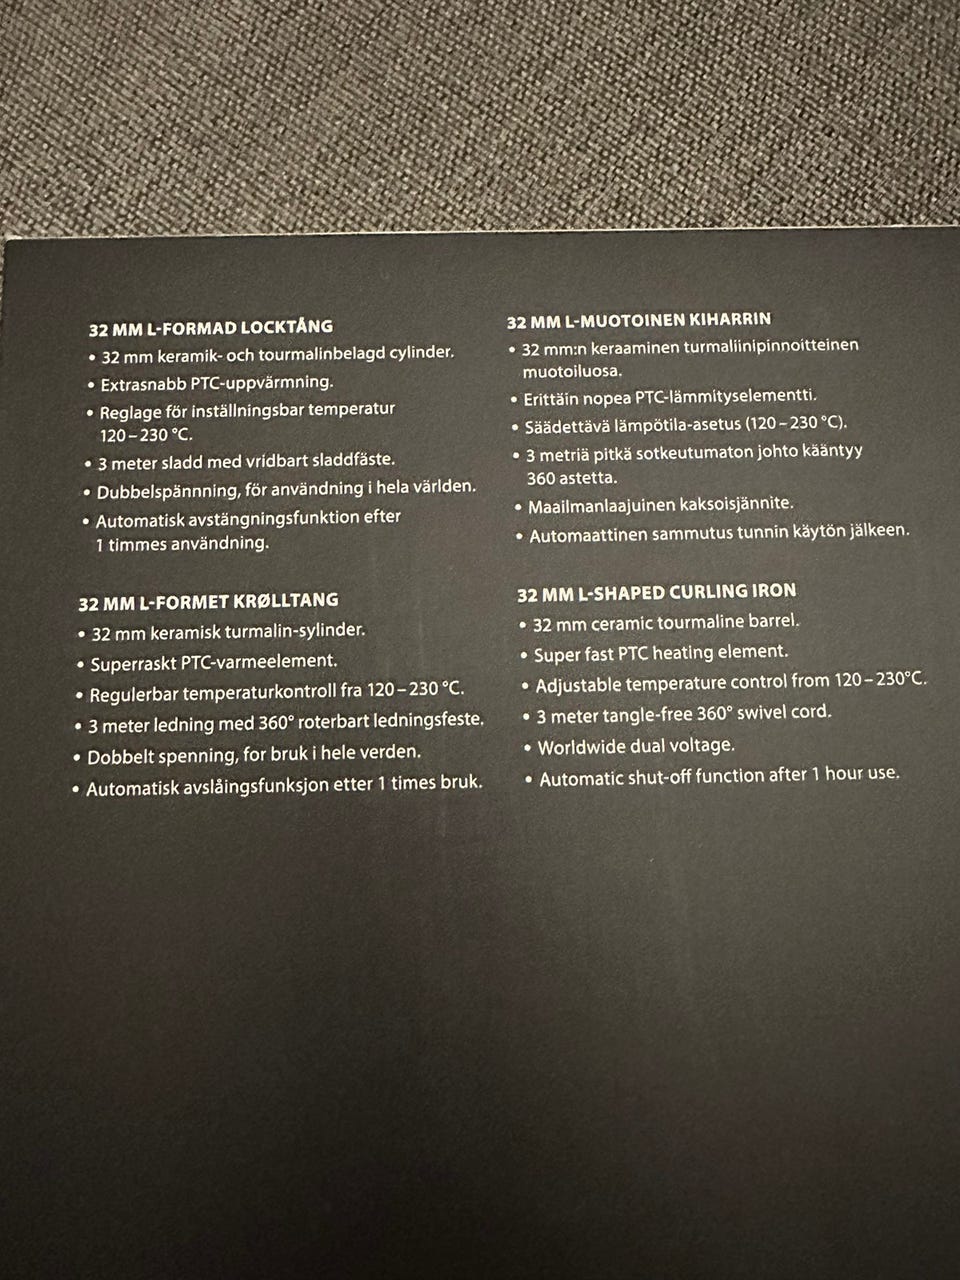 32 MM L-FORMAD LOCKTÅNG
• 32 mm keramik- och tourmalinbelagd cylinder.
• Extrasnabb PTC-uppvärmning.
• Reglage för inställningsbar temperatur
120 – 230 °C.
• 3 meter sladd med vridbart sladdfäste.
• Dubbelspännning, för användning i hela världen.
• Automatisk avstängningsfunktion efter
1 timmes användning.
32 MM L-MUOTOINEN KIHARRIN
• 32 mm:n keraaminen turmaliinipinnoitteinen
muotoiluosa.
• Erittäin nopea PTC-lämmityselementti.
• Säädettävä lämpötila-asetus (120 – 230 °C).
• 3 metriä pitkä sotkeutumaton johto kääntyy
360 astetta.
• Maailmanlaajuinen kaksoisjännite.
• Automaattinen sammutus tunnin käytön jälkeen.
32 MM L-FORMET KRØLLTANG
• 32 mm keramisk turmalin-sylinder.
• Superraskt PTC-varmeelement.
• Regulerbar temperaturkontroll fra 120 – 230 °C.
• 3 meter ledning med 360° roterbart ledningsfeste.
• Dobbelt spenning, for bruk i hele verden.
• Automatisk avslåingsfunksjon etter 1 times bruk.
32 MM L-SHAPED CURLING IRON
• 32 mm ceramic tourmaline barrel.
• Super fast PTC heating element.
• Adjustable temperature control from 120 – 230°C.
• 3 meter tangle-free 360° swivel cord.
• Worldwide dual voltage.
• Automatic shut-off function after 1 hour use.